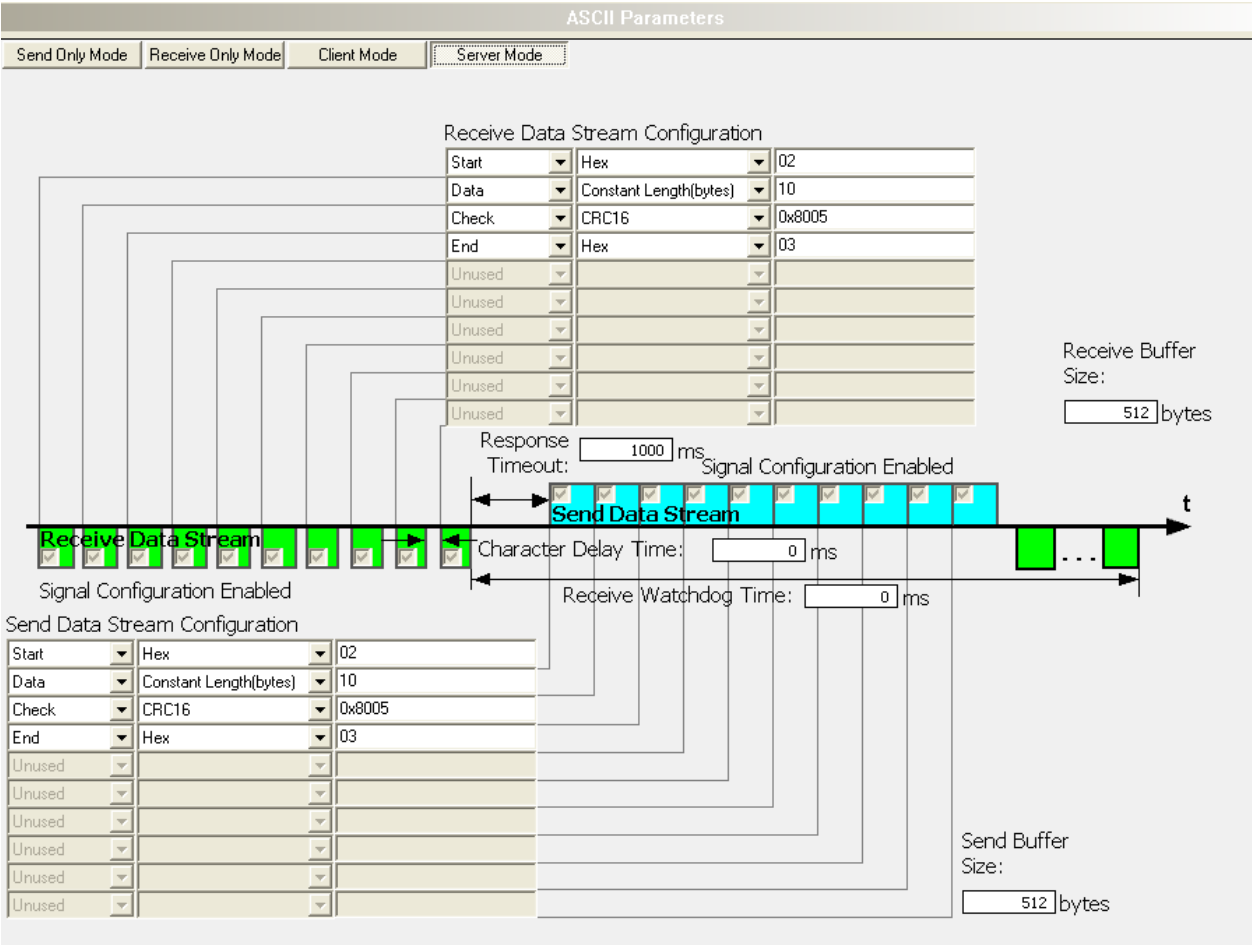 ASCII Parameters
Send Only Mode Receive Only Mode Client Mode Server Mode
Receive Data Stream Configuration
Start Hex 02
Data Constant Length(bytes) 10
Check CRC16 0x8005
End Hex 03
Unused
Unused
Unused
Unused
Unused
Unused
Receive Buffer
Size:
512 bytes
Response
Timeout: 1000 ms
Signal Configuration Enabled
Send Data Stream
t
Receive Data Stream
...
Character Delay Time: 0 ms
Signal Configuration Enabled
Receive Watchdog Time: 0 ms
Send Data Stream Configuration
Start Hex 02
Data Constant Length(bytes) 10
Check CRC16 0x8005
End Hex 03
Unused
Unused
Unused
Unused
Unused
Unused
Send Buffer
Size:
512 bytes